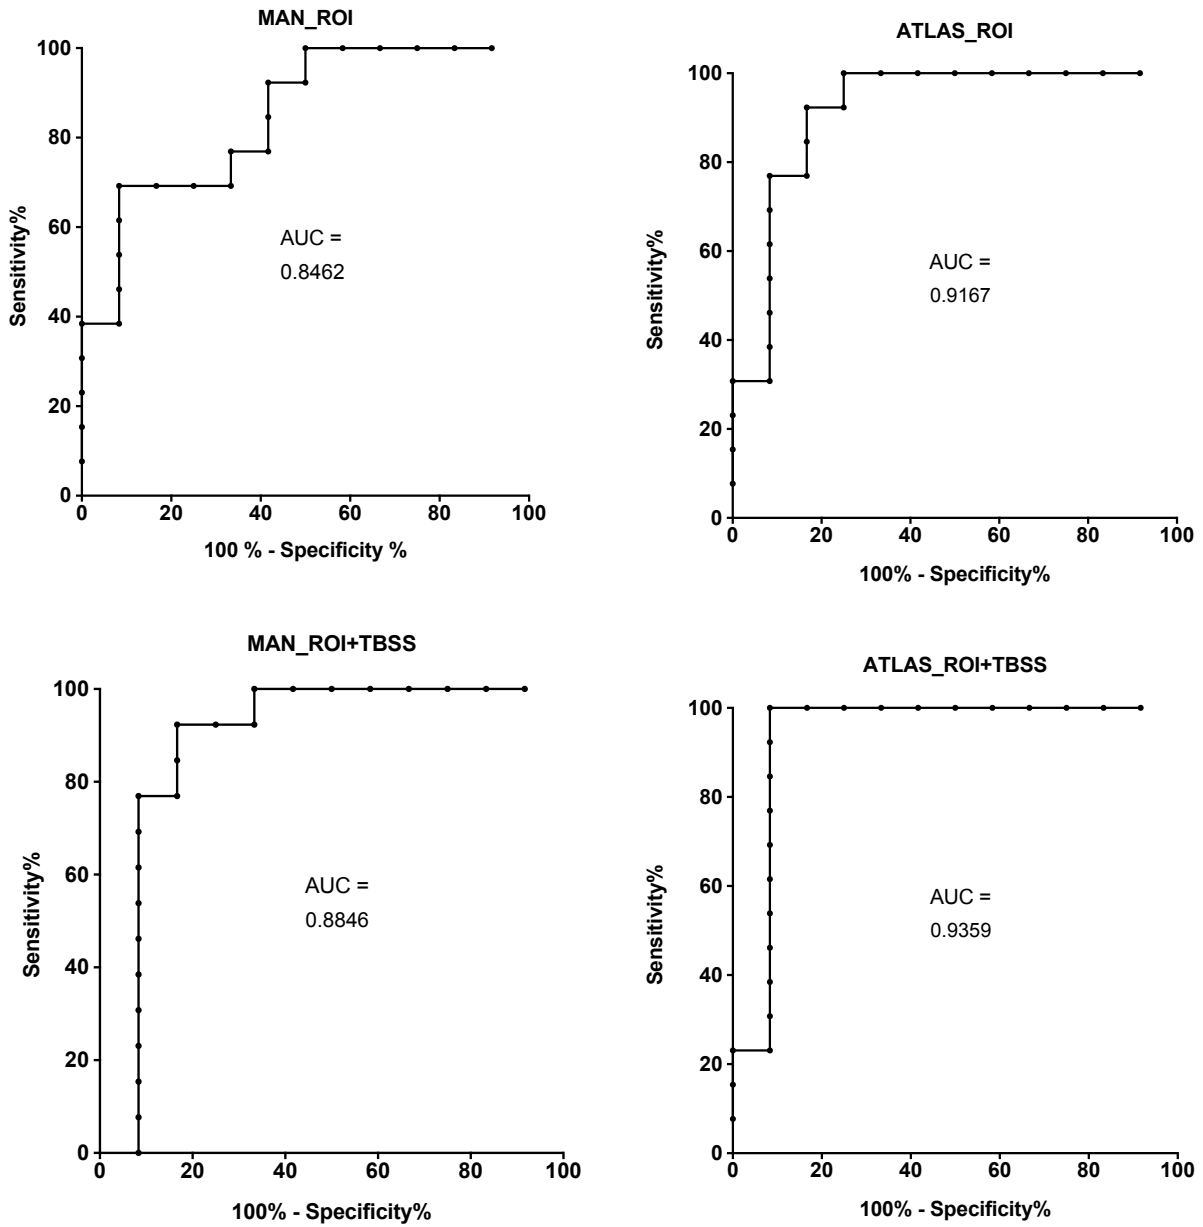 MAN_ROI
100
80
60
40
20
0
0 20 40 60 80 100
Sensitivity%
100 % - Specificity %
AUC =
0.8462
ATLAS_ROI
100
80
60
40
20
0
0 20 40 60 80 100
Sensitivity%
100% - Specificity%
AUC =
0.9167
MAN_ROI+TBSS
100
80
60
40
20
0
0 20 40 60 80 100
Sensitivity%
100% - Specificity%
AUC =
0.8846
ATLAS_ROI+TBSS
100
80
60
40
20
0
0 20 40 60 80 100
Sensitivity%
100% - Specificity%
AUC =
0.9359